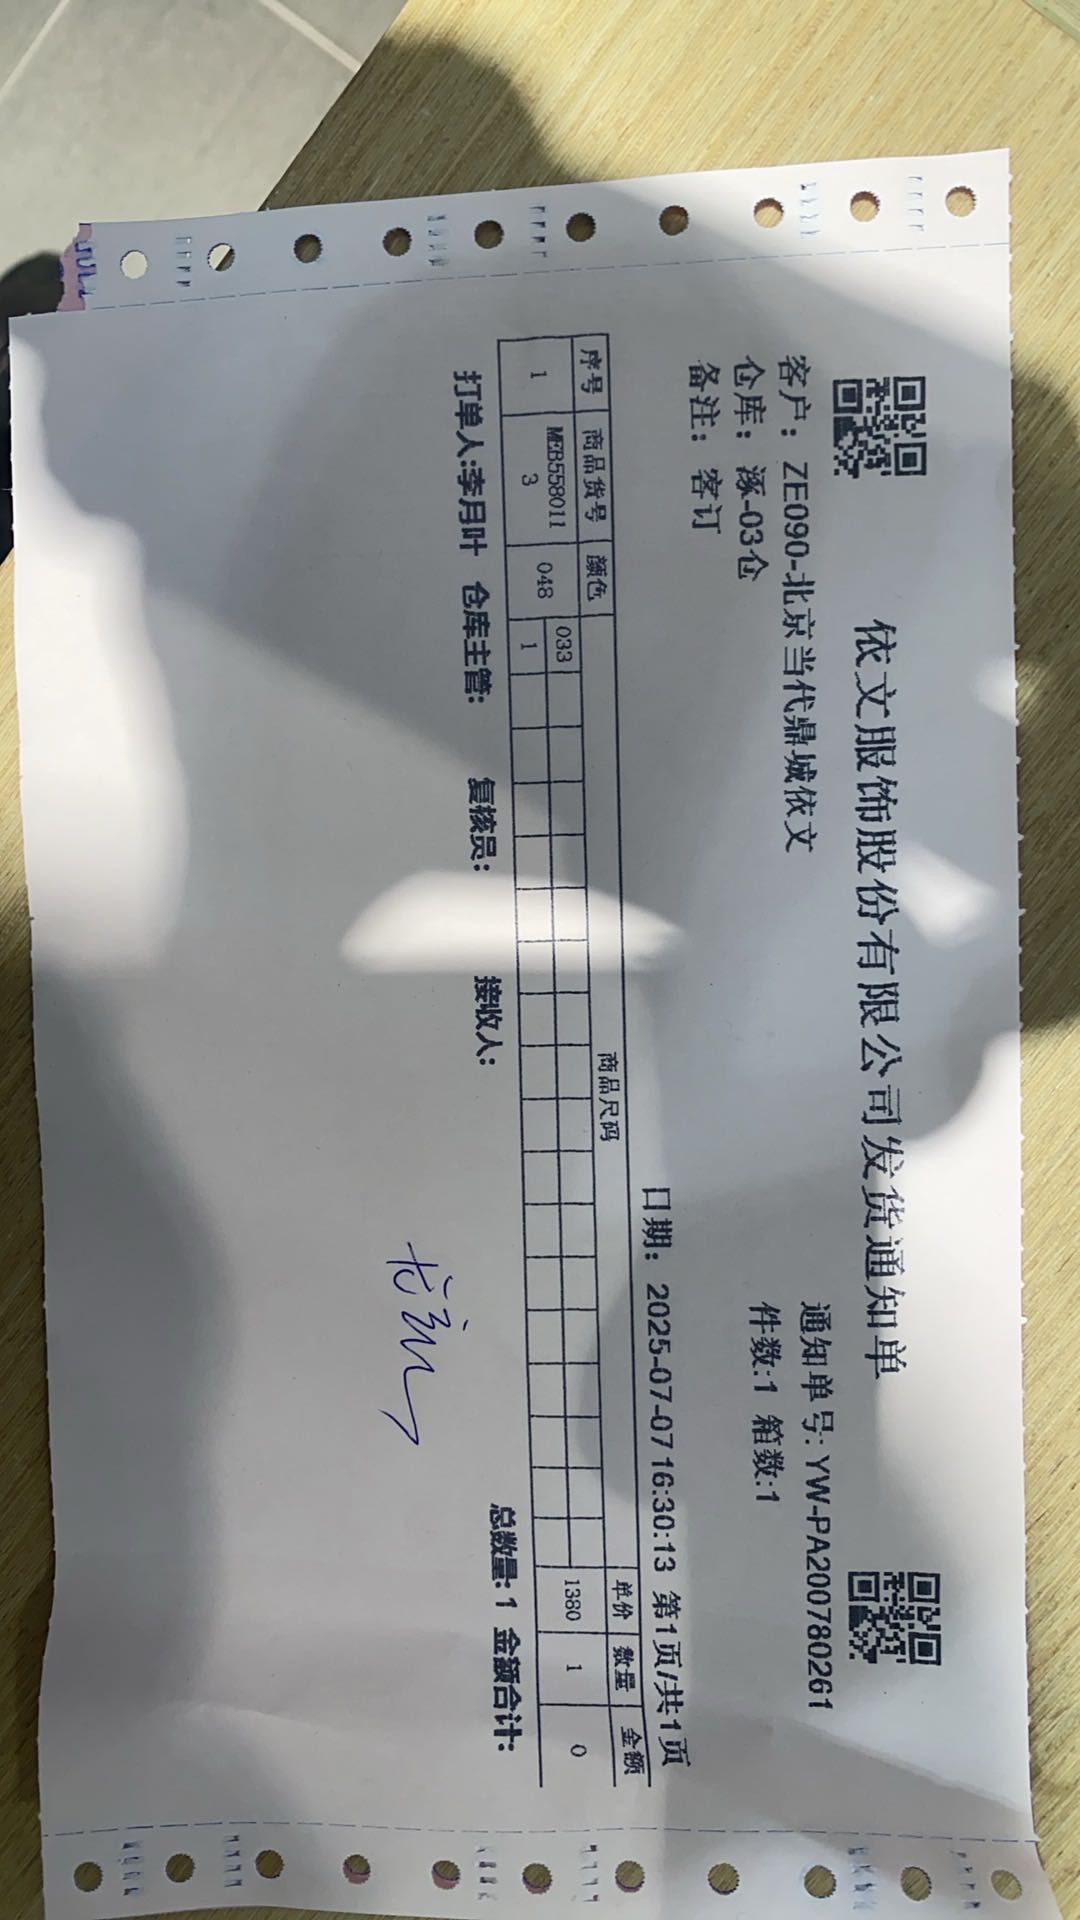 依文服饰股份有限公司发货通知单
客户：ZE090-北京当代鼎城依文 通知单号:YW-PA200780261
仓库：涿-03仓 件数:1 箱数:1
备注：客订
日期：2025-07-07 16:30:13 第1页/共1页
序号 商品货号 颜色 商品尺码 单价 数量 金额
1 MEB5580113 048 033 1380 1 0
1
打单人:李月叶 仓库主管: 复核员: 接收人: 总数量:1 金额合计: